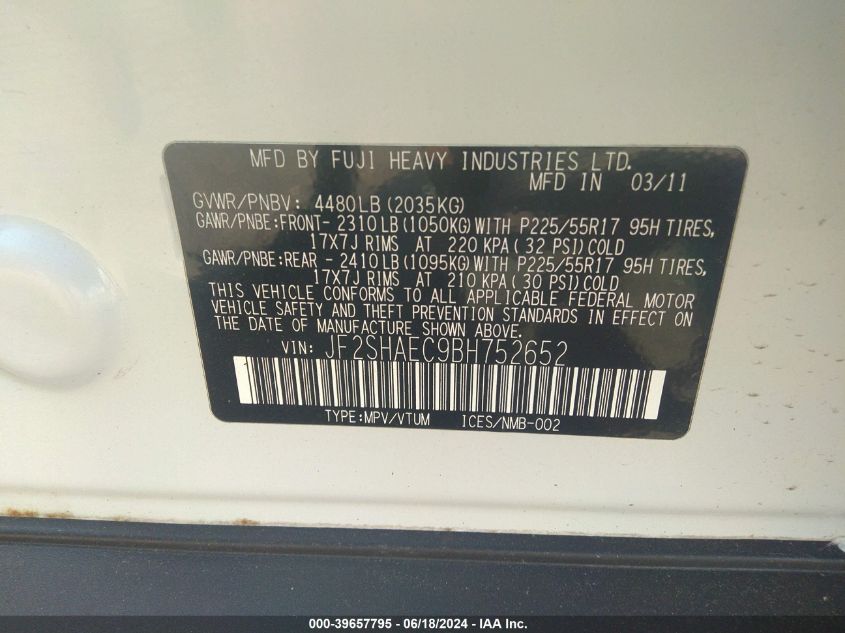 MFD BY FUJI HEAVY INDUSTRIES LTD.
MFD IN 03/11
GVWR/PNBV: 4480LB(2035KG)
GAWR/PNBE:FRONT- 2310LB(1050KG)WITH P225/55R17 95H TIRES,
17X7J RIMS AT 220 KPA( 32 PSI)COLD
GAWR/PNBE:REAR - 2410LB(1095KG)WITH P225/55R17 95H TIRES,
17X7J RIMS AT 210 KPA( 30 PSI)COLD
THIS VEHICLE CONFORMS TO ALL APPLICABLE FEDERAL MOTOR
VEHICLE SAFETY AND THEFT PREVENTION STANDARDS IN EFFECT ON
THE DATE OF MANUFACTURE SHOWN ABOVE.
VIN: JF2SHAEC9BH752652
TYPE:MPV/VTUM ICES/NMB-002
000-39657795 - 06/18/2024 - IAA Inc.